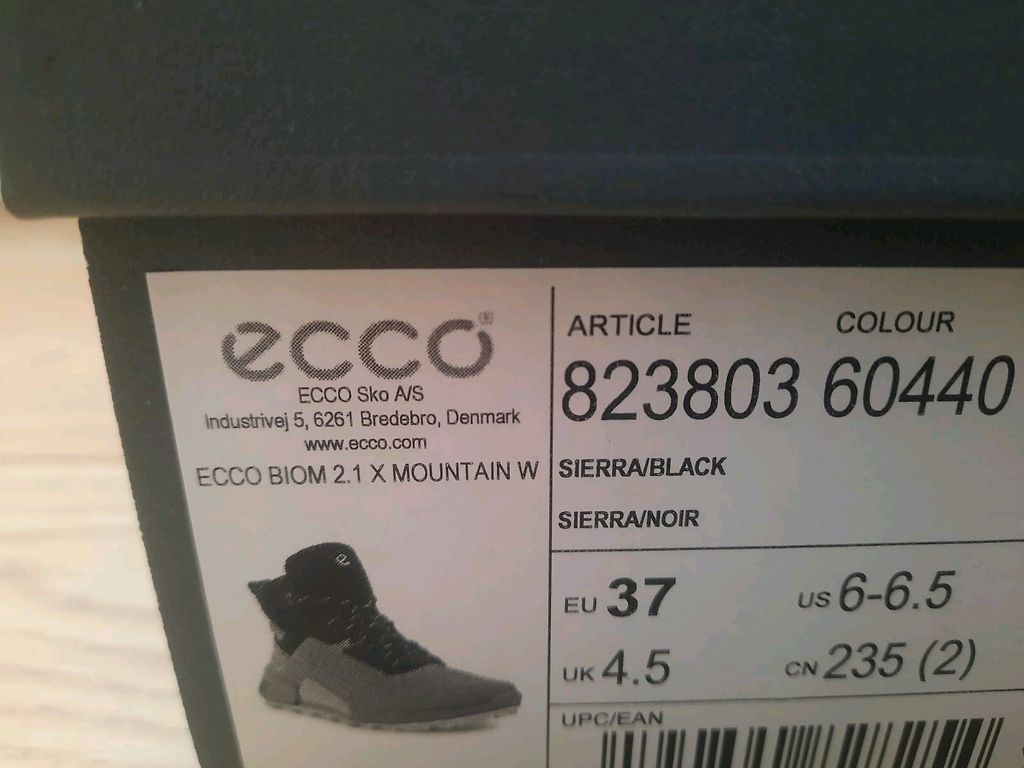 ecco®
ECCO Sko A/S
Industrivej 5, 6261 Bredebro, Denmark
www.ecco.com
ECCO BIOM 2.1 X MOUNTAIN W
ARTICLE COLOUR
823803 60440
SIERRA/BLACK
SIERRA/NOIR
EU 37 US 6-6.5
UK 4.5 CN 235 (2)
UPC/EAN